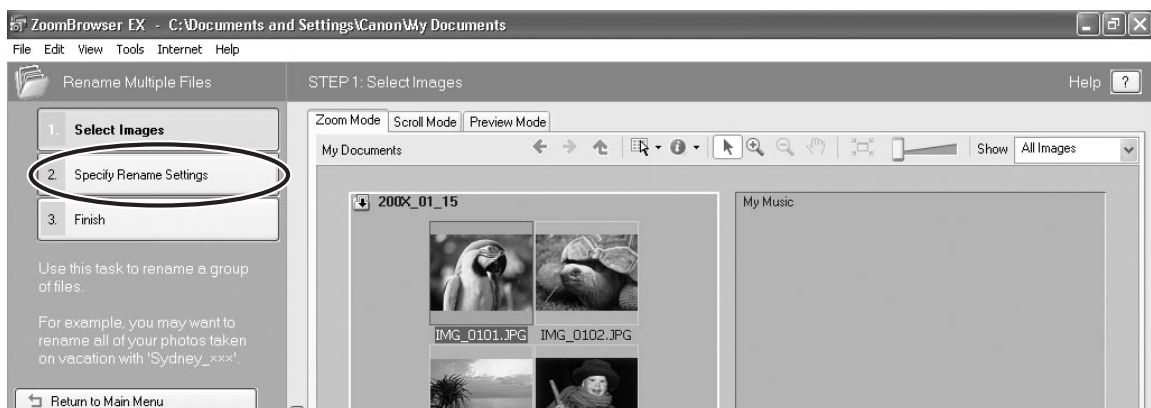 ZoomBrowser EX - C:\Documents and Settings\Canon\My Documents
File Edit View Tools Internet Help
Rename Multiple Files
STEP 1: Select Images
Help ?
1. Select Images
2. Specify Rename Settings
3. Finish
Use this task to rename a group
of files.
For example, you may want to
rename all of your photos taken
on vacation with 'Sydney_×××'.
Return to Main Menu
Zoom Mode Scroll Mode Preview Mode
My Documents
Show All Images
200X_01_15
My Music
IMG_0101.JPG IMG_0102.JPG